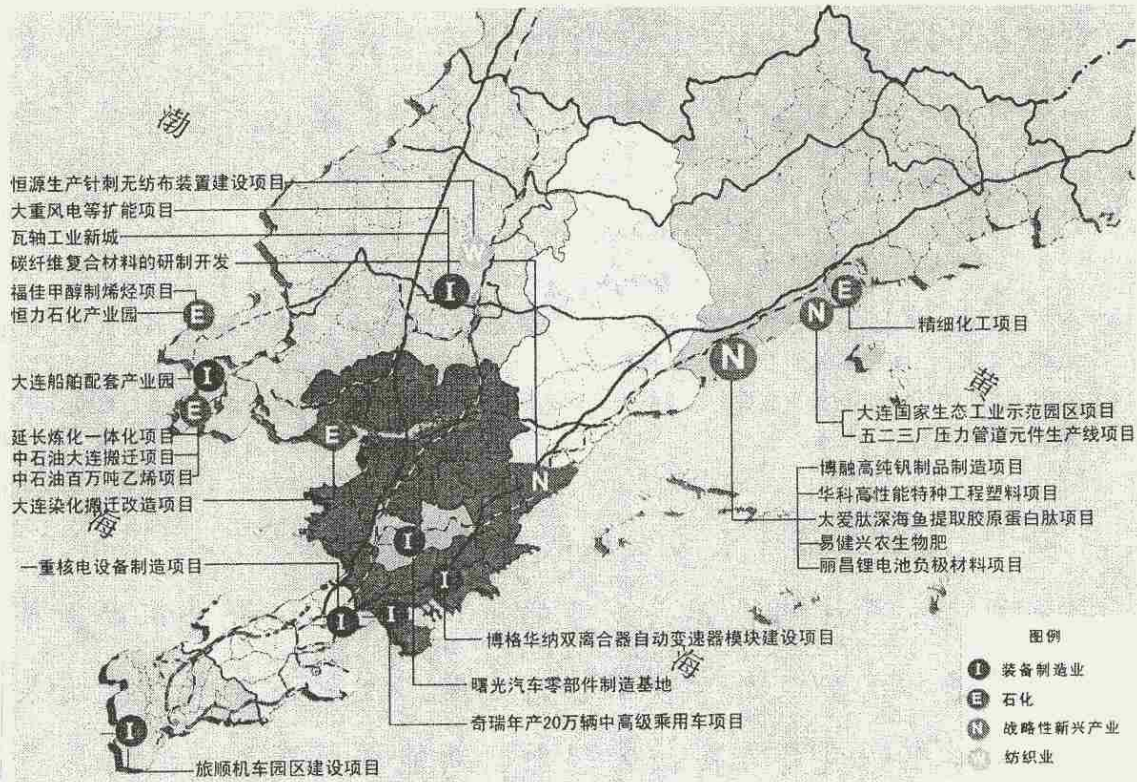 渤
恒源生产针刺无纺布装置建设项目
大重风电等扩能项目
瓦轴工业新城
W
碳纤维复合材料的研制开发
福佳甲醇制烯烃项目
I
E
恒力石化产业园
E
N
精细化工项目
N
大连船舶配套产业园
I
黄
E
大连国家生态工业示范园区项目
延长炼化一体化项目
E
五二三厂压力管道元件生产线项目
中石油大连搬迁项目
中石油百万吨乙烯项目
N
博融高纯钒制品制造项目
大连染化搬迁改造项目
华科高性能特种工程塑料项目
海
太爱肽深海鱼提取胶原蛋白肽项目
I
易健兴农生物肥
一重核电设备制造项目
丽昌锂电池负极材料项目
I
I
I
博格华纳双离合器自动变速器模块建设项目
图例
海
I 装备制造业
曙光汽车零部件制造基地
E 石化
奇瑞年产20万辆中高级乘用车项目
N 战略性新兴产业
I
W 纺织业
旅顺机车园区建设项目